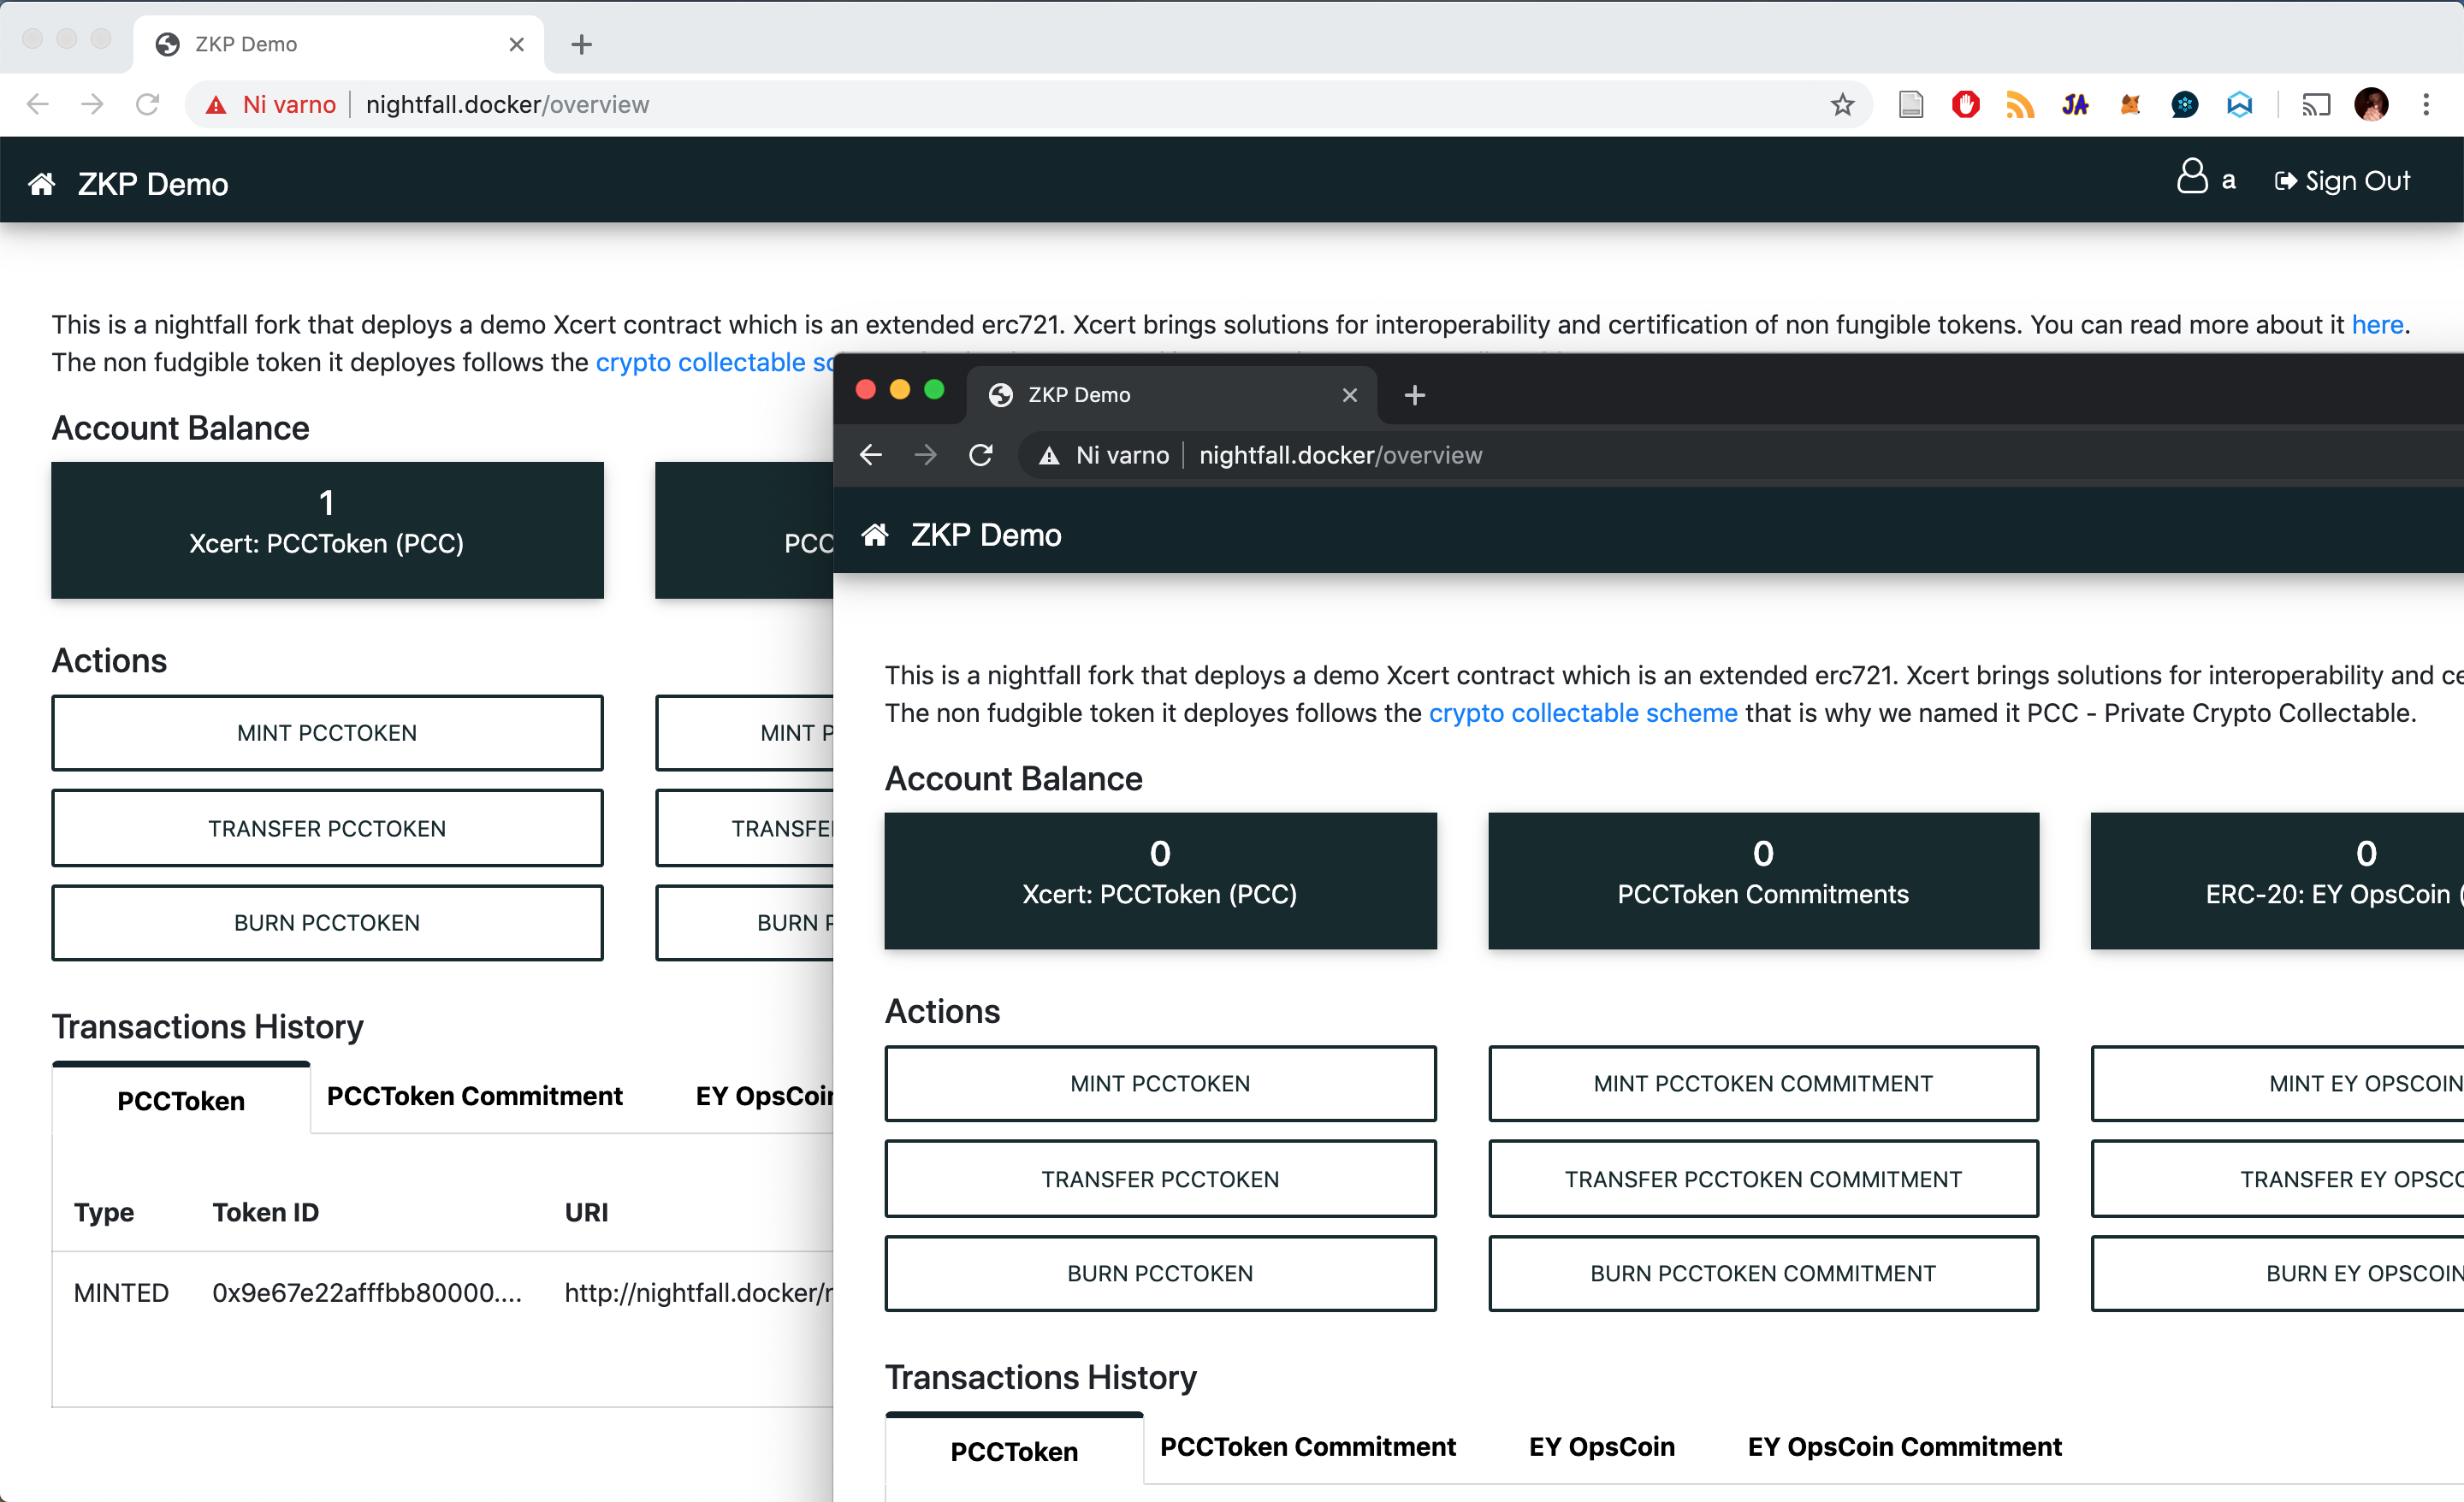 ZKP Demo
Ni varno nightfall.docker/overview
JA
ZKP Demo a Sign Out
This is a nightfall fork that deploys a demo Xcert contract which is an extended erc721. Xcert brings solutions for interoperability and certification of non fungible tokens. You can read more about it here.
The non fudgible token it deployes follows the crypto collectable
Account Balance
1
Xcert: PCCToken (PCC)
Actions
MINT PCCTOKEN
MINT
TRANSFER PCCTOKEN
BURN PCCTOKEN
BURN
Transactions History
PCCToken PCCToken Commitment EY
Type Token ID URI
MINTED 0x9e67e22afffbb80000.... http://nightfall.docker/
ZKP Demo
Ni varno nightfall.docker/overview
ZKP Demo
This is a nightfall fork that deploys a demo Xcert contract which is an extended erc721. Xcert brings solutions for interoperability and
The non fudgible token it deployes follows the crypto collectable scheme that is why we named it PCC - Private Crypto Collectable.
Account Balance
0
Xcert: PCCToken (PCC)
0
PCCToken Commitments
0
ERC-20: EY OpsCoin
Actions
MINT PCCTOKEN
MINT PCCTOKEN COMMITMENT
MINT EY OPSCOIN
TRANSFER PCCTOKEN
TRANSFER PCCTOKEN COMMITMENT
TRANSFER EY
BURN PCCTOKEN
BURN PCCTOKEN COMMITMENT
BURN EY OPSCOIN
Transactions History
PCCToken PCCToken Commitment EY OpsCoin EY OpsCoin Commitment